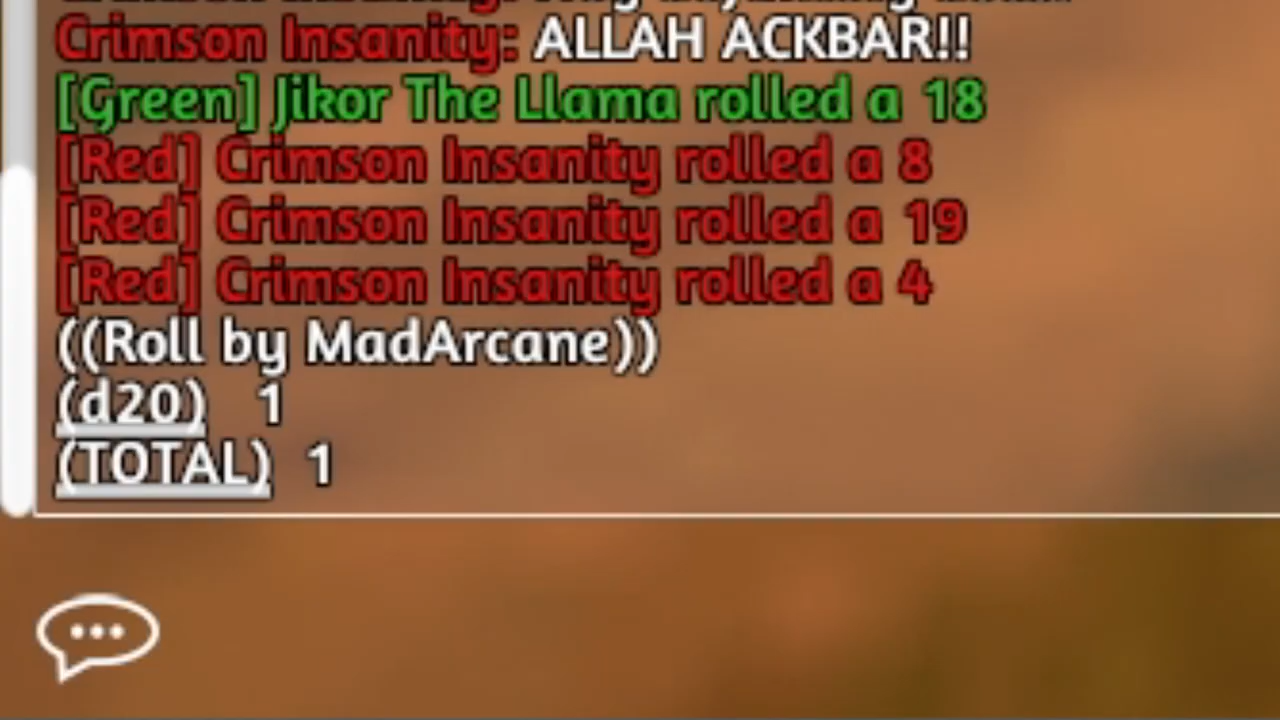 Crimson Insanity: ALLAH ACKBAR!!
[Green] Jikor The Llama rolled a 18
[Red] Crimson Insanity rolled a 8
[Red] Crimson Insanity rolled a 19
[Red] Crimson Insanity rolled a 4
((Roll by MadArcane))
(d20) 1
(TOTAL) 1